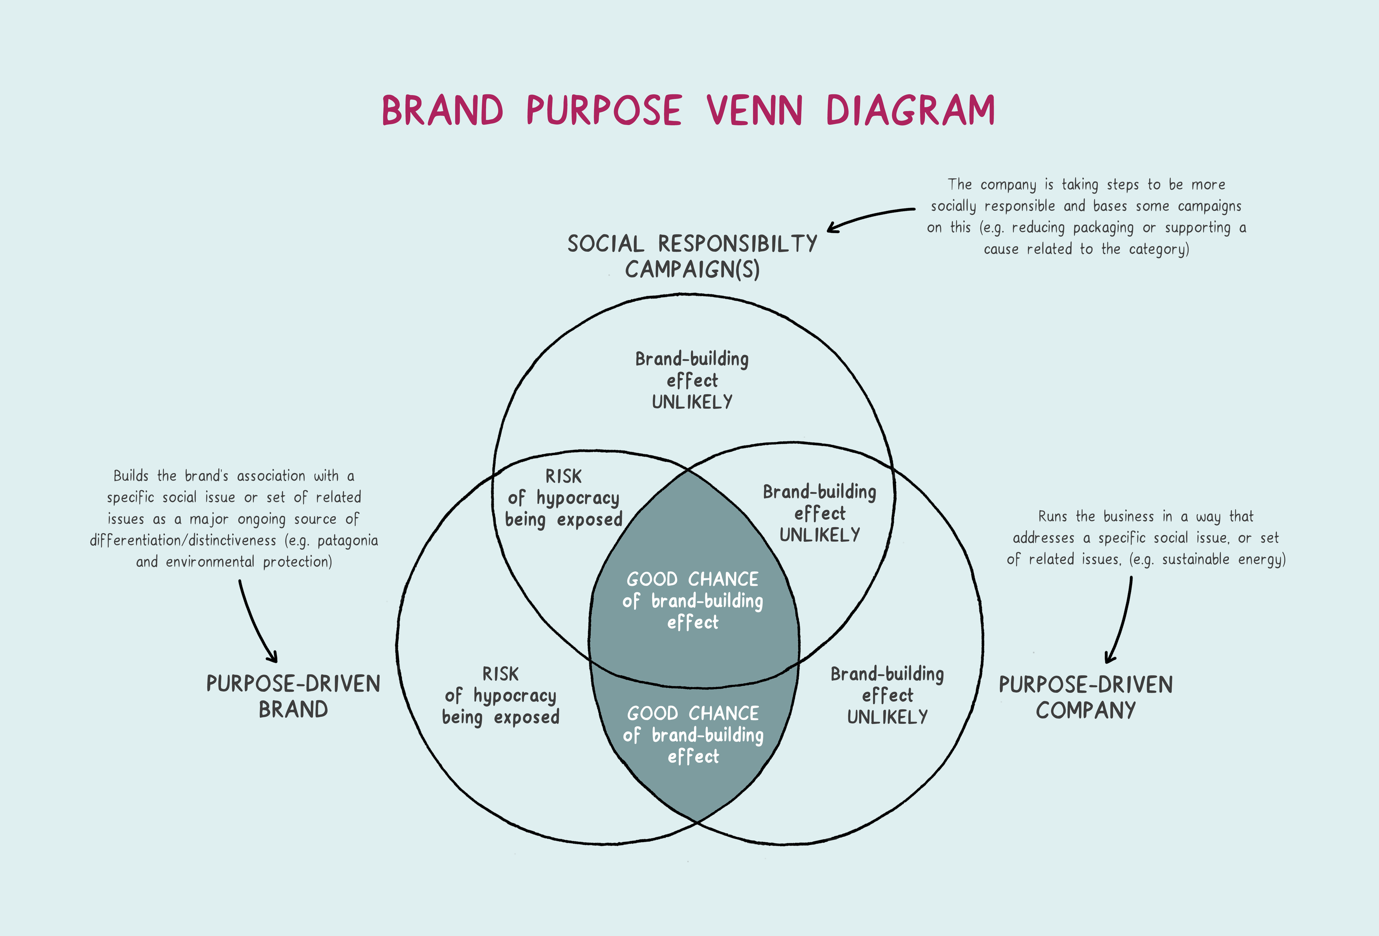 BRAND PURPOSE VENN DIAGRAM
The company is taking steps to be more
socially responsible and bases some campaigns
on this (e.g. reducing packaging or supporting a
cause related to the category)
SOCIAL RESPONSIBILTY
CAMPAIGN(S)
Brand-building
effect
UNLIKELY
Builds the brand's association with a
specific social issue or set of related
issues as a major ongoing source of
differentiation/distinctiveness (e.g. patagonia
and environmental protection)
RISK
of hypocracy
being exposed
Brand-building
effect
UNLIKELY
Runs the business in a way that
addresses a specific social issue, or set
of related issues, (e.g. sustainable energy)
GOOD CHANCE
of brand-building
effect
PURPOSE-DRIVEN
BRAND
RISK
of hypocracy
being exposed
Brand-building
effect
UNLIKELY
PURPOSE-DRIVEN
COMPANY
GOOD CHANCE
of brand-building
effect